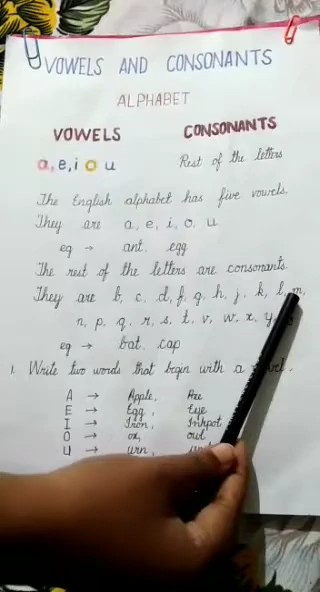 VOWELS AND CONSONANTS
ALPHABET
VOWELS CONSONANTS
a, e, i o u Rest of the letters
The English alphabet has five vowels.
They are a, e, i, o. u
eg → ant. egg
The rest of the letters are consonants.
They are b, c. d, f, g, h, j, k, l, m,
n, p. q, r, s, t, v, w. x, y,
eg → bat. cap
1. Write two words that begin with a
A → Apple, Axe
E → Egg, Eye
I → Iron, Inkpot
O → ox, owl
U → urn,